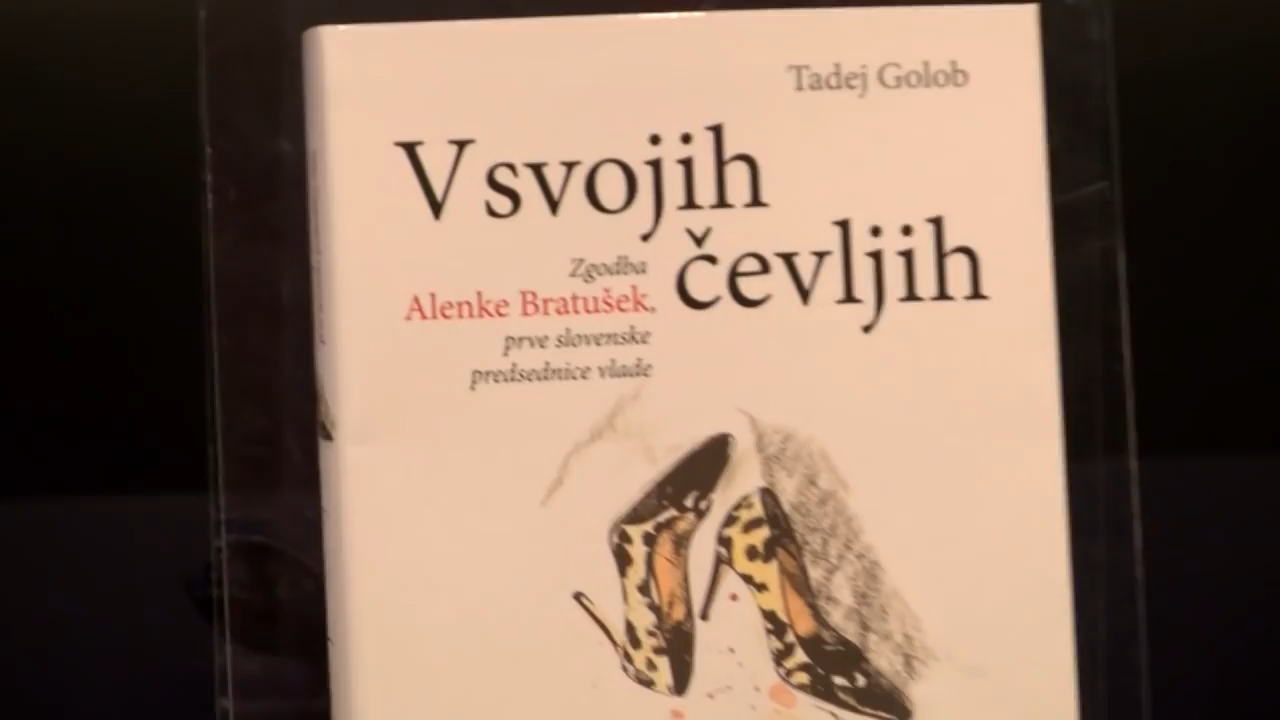 Tadej Golob
V svojih
čevljih
Zgodba
Alenke Bratušek,
prve slovenske
predsednice vlade